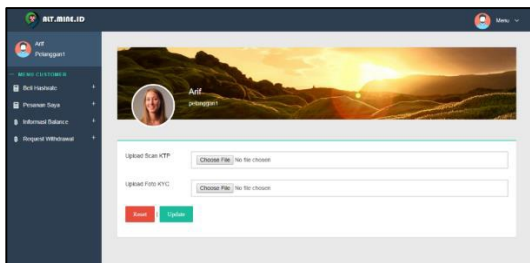 ALT.MINE.ID
Menu
Arif
Pelanggan1
MENU CUSTOMER
Beli Hashrate +
Pesanan Saya +
Informasi Balance +
Request Withdrawal +
Arif
pelanggan1
Upload Scan KTP
Choose File No file chosen
Upload Foto KYC
Choose File No file chosen
Reset | Update